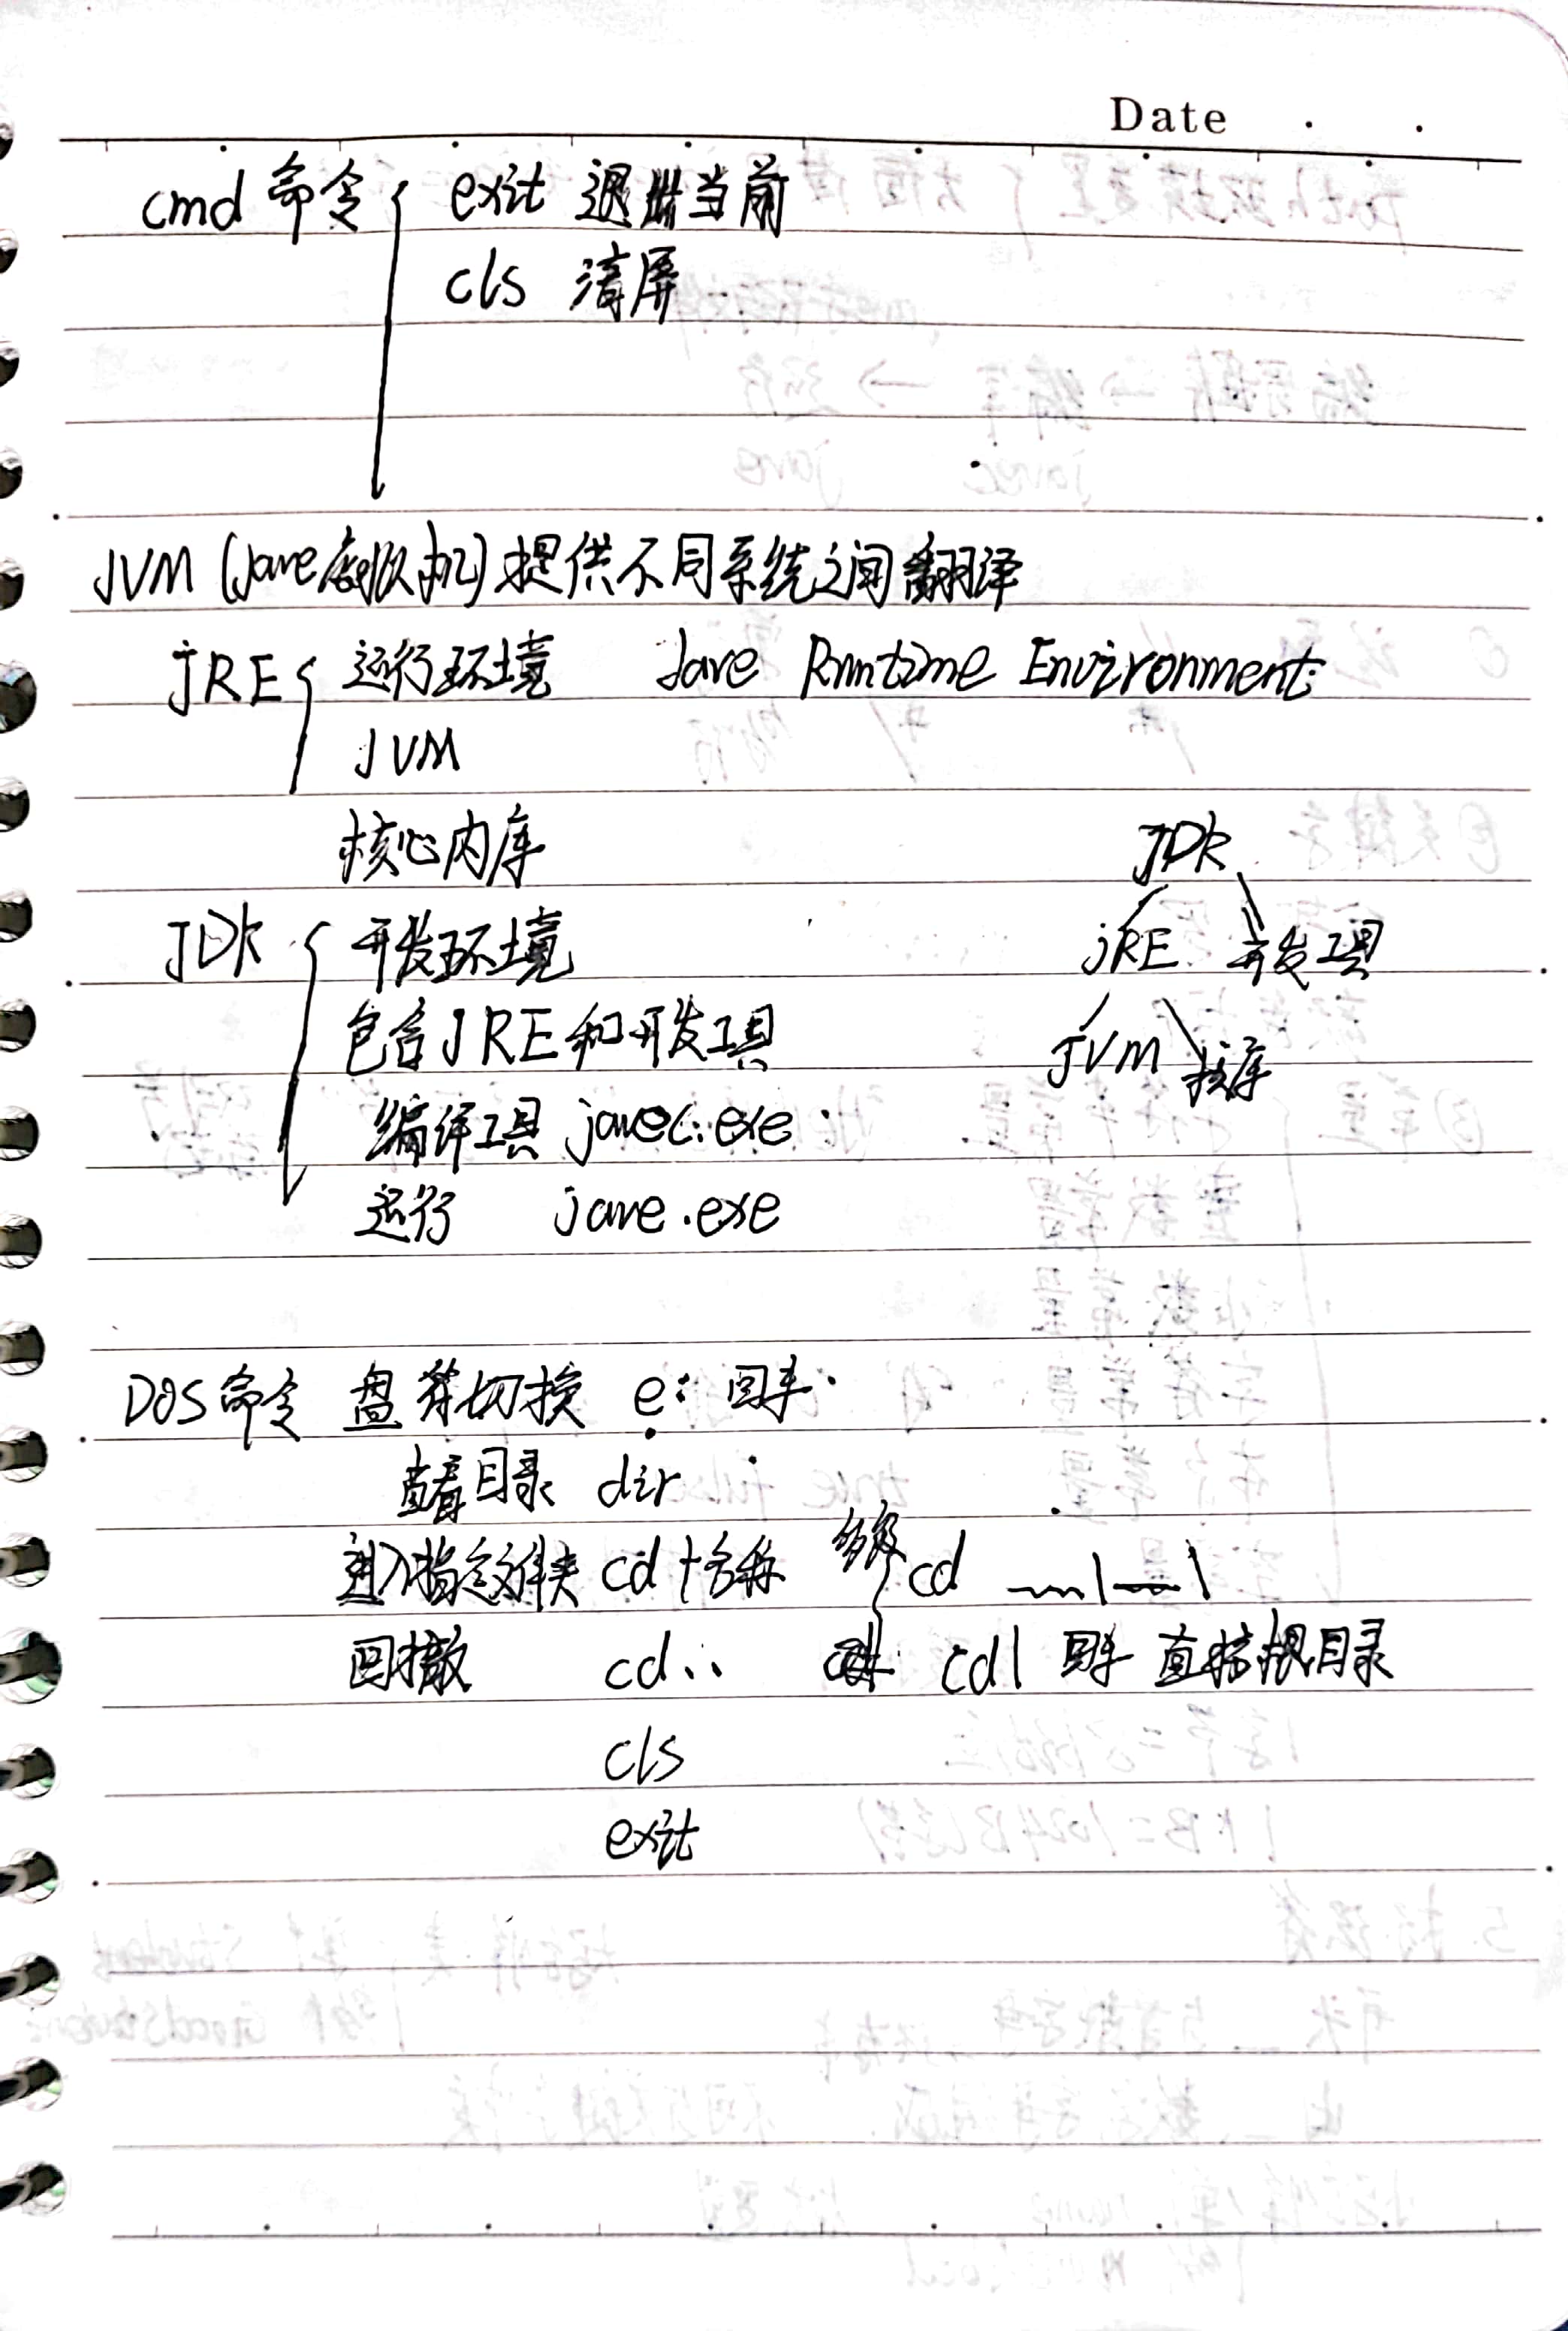 Date
cmd 命令 { exit 退出当前
cls 清屏
JVM (Java虚拟机) 提供不同系统之间翻译
JRE { 运行环境 Java Runtime Environment
JVM
核心内库
JDK { 开发环境
包含JRE和开发工具
编译工具 javac.exe
运行 java.exe
JDK
JRE 开发工具
JVM 核库
DOS命令 盘符切换 e: 回车
查看目录 dir
进入指定文件夹 cd+名称 多级 cd
回撤 cd.. cd\ 回车 直接根目录
cls
exit